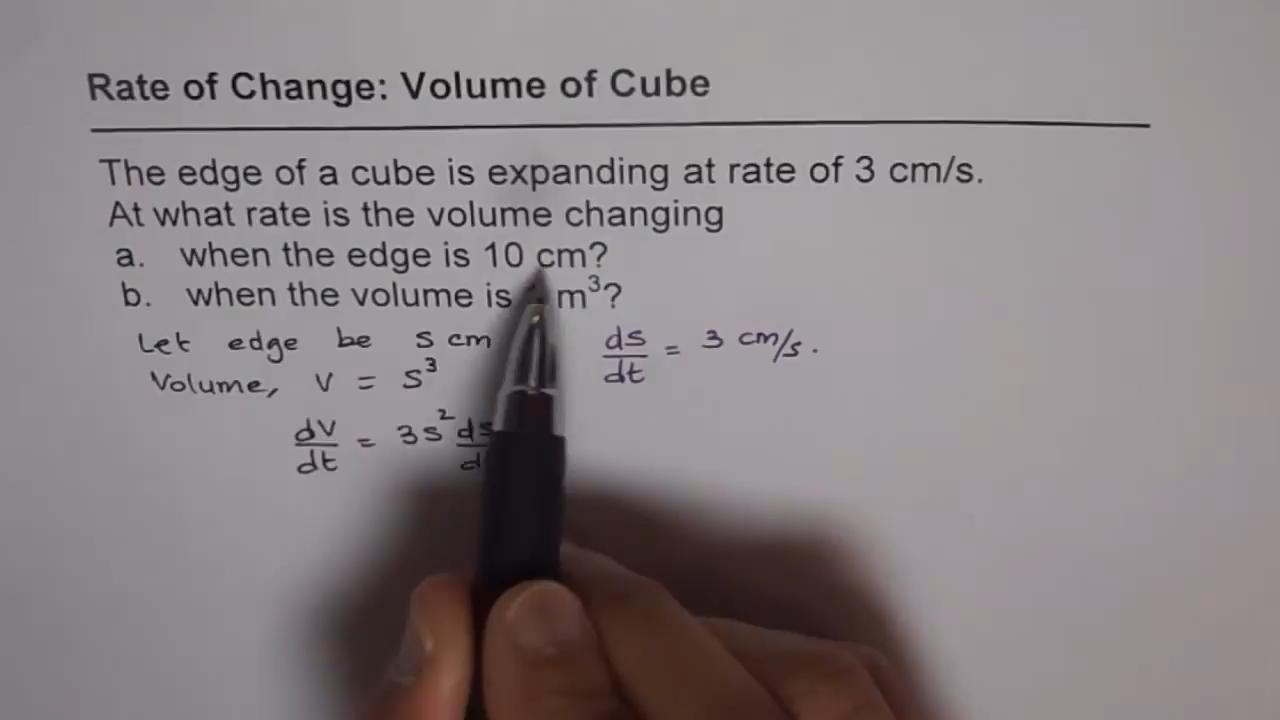 Rate of Change: Volume of Cube
The edge of a cube is expanding at rate of 3 cm/s.
At what rate is the volume changing
a. when the edge is 10 cm?
b. when the volume is m³?
Let edge be s cm ds/dt = 3 cm/s.
Volume, V = s³
dV/dt = 3s² ds